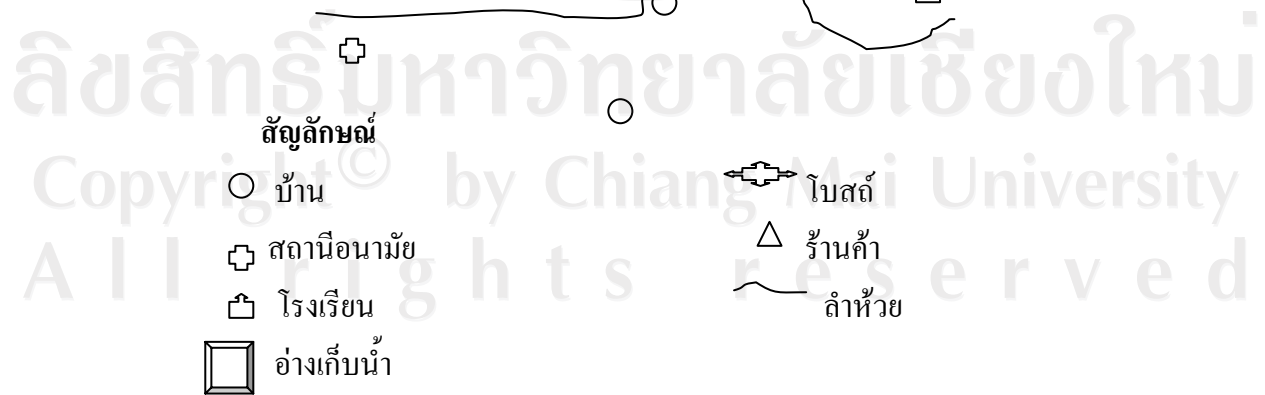 ลิขสิทธิ์มหาวิทยาลัยเชียงใหม่
สัญลักษณ์
Copyright© by Chiang Mai University
บ้าน
โบสถ์
สถานีอนามัย
ร้านค้า
All rights reserved
โรงเรียน
ลำห้วย
อ่างเก็บน้ำ